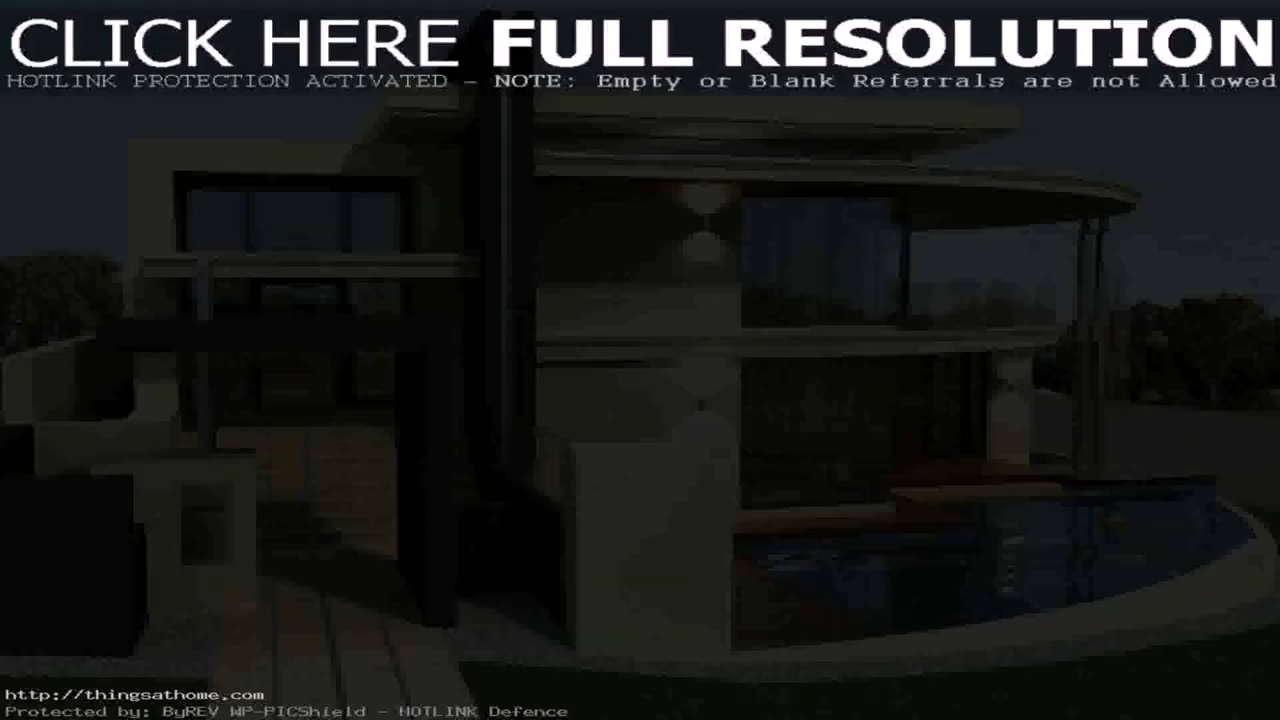 CLICK HERE FULL RESOLUTION
HOTLINK PROTECTION ACTIVATED - NOTE: Empty or Blank Referrals are not Allowed
http://thingsathome.com
Protected by: ByREV WP-PICShield - HOTLINK Defence